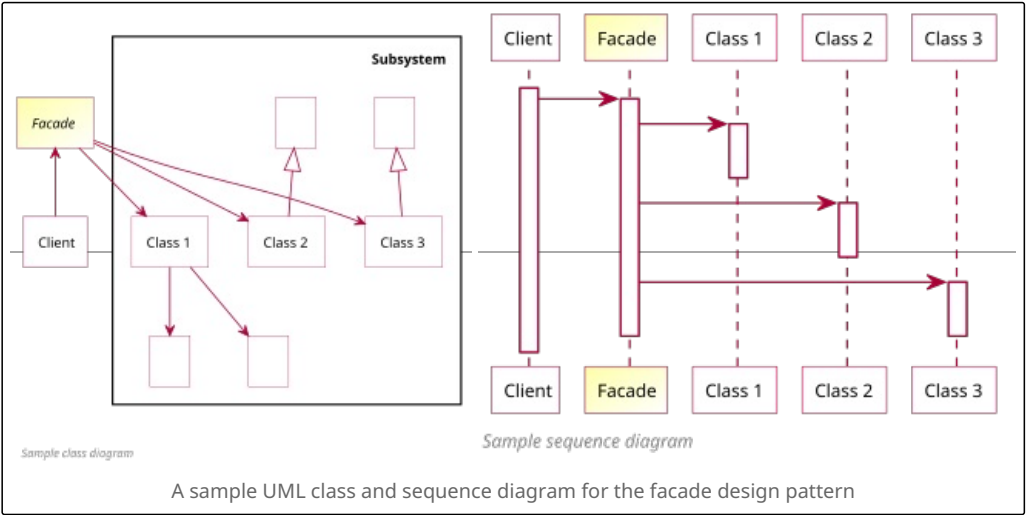 Subsystem
Facade
Client
Class 1
Class 2
Class 3
Sample class diagram
Client
Facade
Class 1
Class 2
Class 3
Client
Facade
Class 1
Class 2
Class 3
Sample sequence diagram
A sample UML class and sequence diagram for the facade design pattern